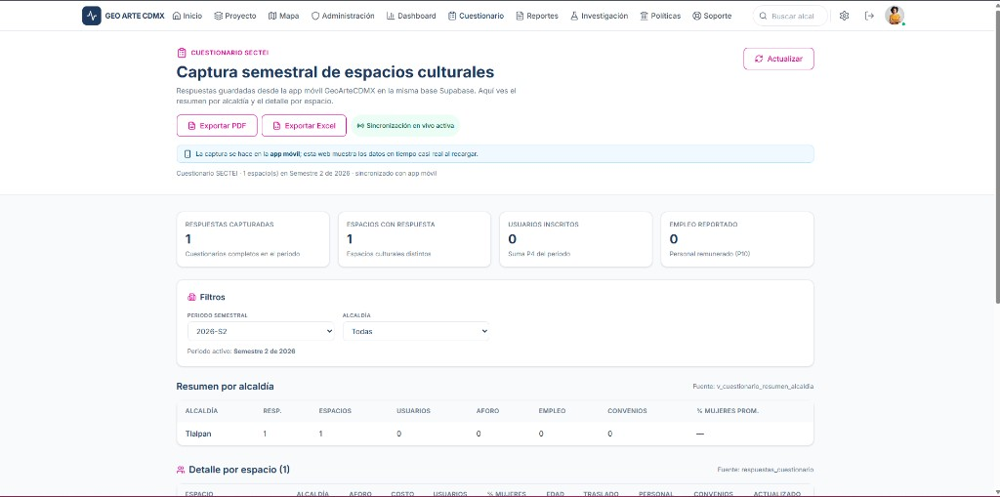 GEO ARTE CDMX Inicio Proyecto Mapa Administración Dashboard Cuestionario Reportes Investigación Políticas Soporte Buscar alcal
CUESTIONARIO SECTEI
Captura semestral de espacios culturales
Actualizar
Respuestas guardadas desde la app móvil GeoArteCDMX en la misma base Supabase. Aquí ves el
resumen por alcaldía y el detalle por espacio.
Exportar PDF Exportar Excel Sincronización en vivo activa
La captura se hace en la app móvil; esta web muestra los datos en tiempo casi real al recargar.
Cuestionario SECTEI · 1 espacio(s) en Semestre 2 de 2026 · sincronizado con app móvil
RESPUESTAS CAPTURADAS ESPACIOS CON RESPUESTA USUARIOS INSCRITOS EMPLEO REPORTADO
1 1 0 0
Cuestionarios completos en el periodo Espacios culturales distintos Suma P4 del periodo Personal remunerado (P10)
Filtros
PERIODO SEMESTRAL ALCALDÍA
2026-S2 Todas
Periodo activo: Semestre 2 de 2026
Resumen por alcaldía Fuente: v_cuestionario_resumen_alcaldia
ALCALDÍA RESP. ESPACIOS USUARIOS AFORO EMPLEO CONVENIOS % MUJERES PROM.
Tlalpan 1 1 0 0 0 0 —
Detalle por espacio (1) Fuente: respuestas_cuestionario
ESPACIO ALCALDÍA AFORO COSTO USUARIOS % MUJERES EDAD TRASLADO PERSONAL CONVENIOS ACTUALIZADO